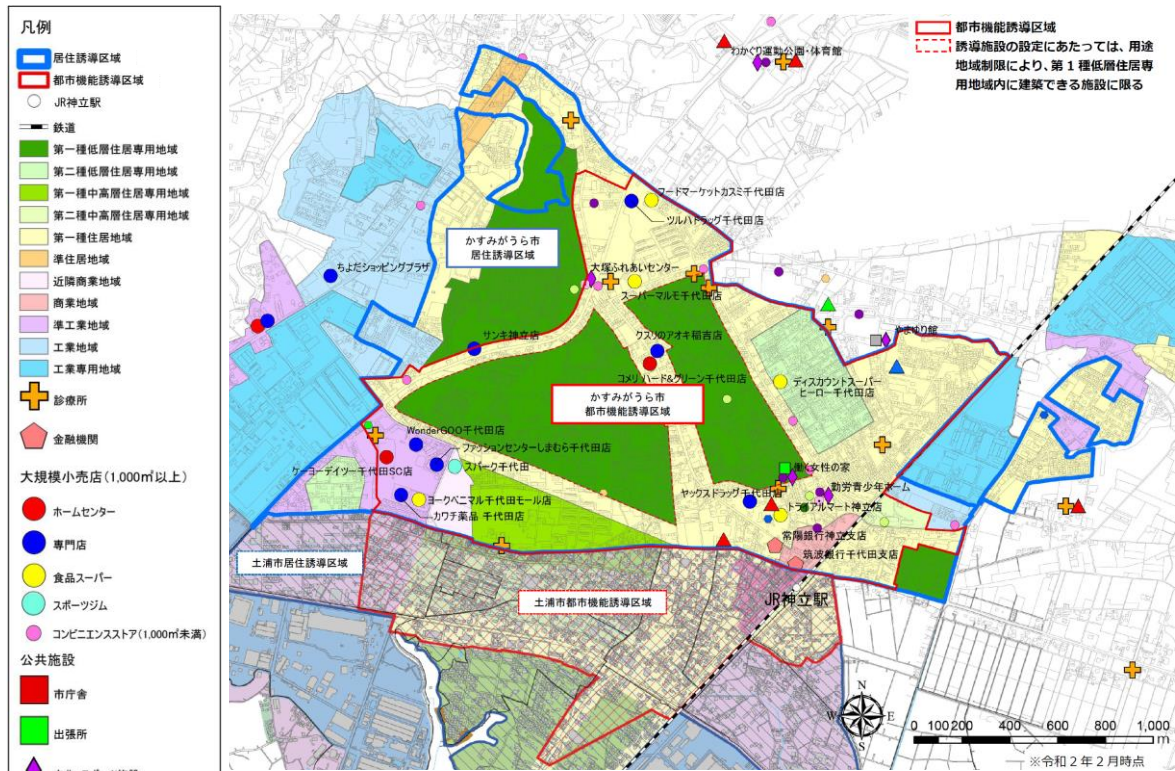 凡例
居住誘導区域
都市機能誘導区域
JR神立駅
鉄道
第一種低層住居専用地域
第二種低層住居専用地域
第一種中高層住居専用地域
第二種中高層住居専用地域
第一種住居地域
準住居地域
近隣商業地域
商業地域
準工業地域
工業地域
工業専用地域
診療所
金融機関
大規模小売店(1,000㎡以上)
ホームセンター
専門店
食品スーパー
スポーツジム
コンビニエンスストア(1,000㎡未満)
公共施設
市庁舎
出張所
都市機能誘導区域
誘導施設の設定にあたっては、用途
地域制限により、第1種低層住居専
用地域内に建築できる施設に限る
わかぐり運動公園・体育館
フードマーケットカスミ千代田店
ツルハドラッグ千代田店
かすみがうら市
居住誘導区域
大塚ふれあいセンター
ちよだショッピングプラザ
スーパーマルモ千代田店
やまゆり館
サンキ神立店
クスリのアオキ稲吉店
コメリハード&グリーン千代田店
ディスカウントスーパー
ヒーロー千代田店
かすみがうら市
都市機能誘導区域
WonderGOO千代田店
ファッションセンターしまむら千代田店
ケーヨーデイツー千代田SC店
スパーク千代田
働く女性の家
ヤックスドラッグ千代田店
勤労青少年ホーム
ヨークベニマル千代田モール店
カワチ薬品 千代田店
トライアルマート神立店
常陽銀行神立支店
筑波銀行千代田支店
土浦市居住誘導区域
土浦市都市機能誘導区域
JR神立駅
N
W
E
S
0 100200 400 600 800 1,000
m
※令和2年2月時点